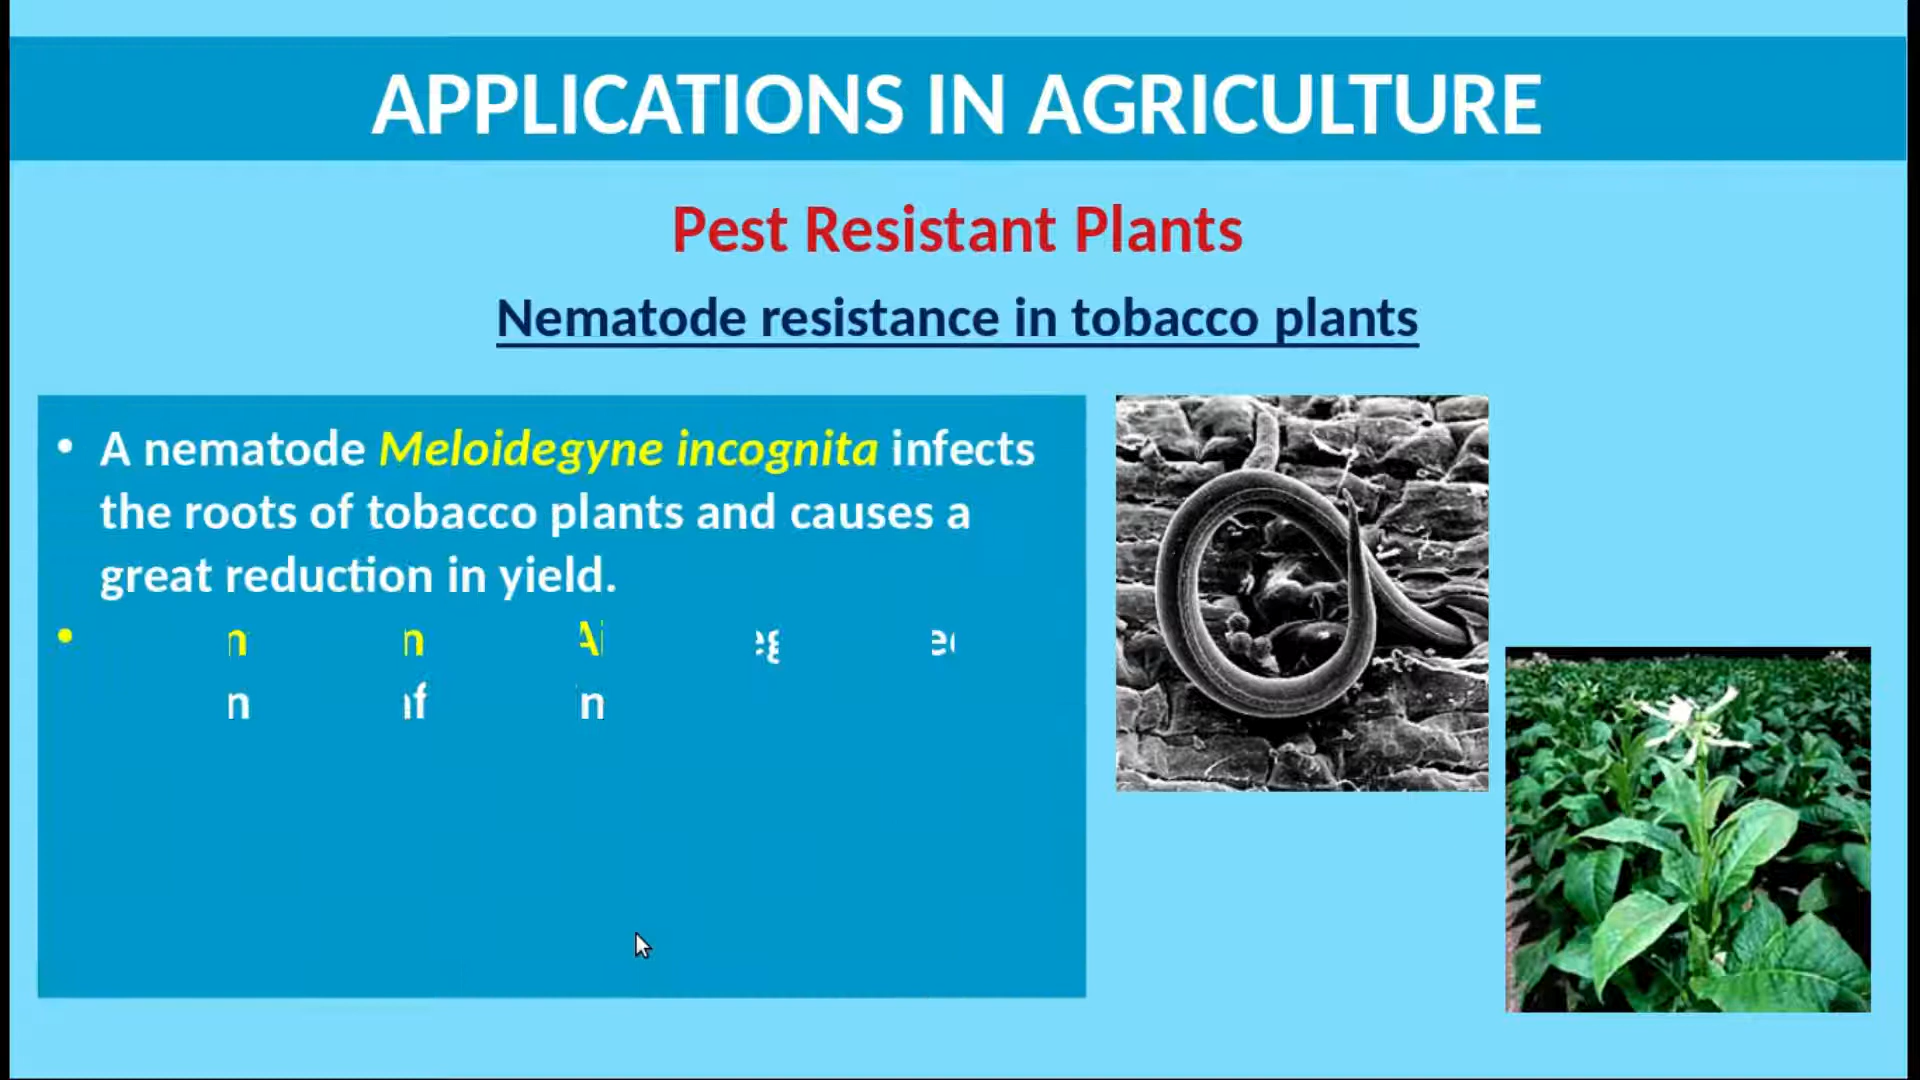 APPLICATIONS IN AGRICULTURE
Pest Resistant Plants
Nematode resistance in tobacco plants
• A nematode Meloidegyne incognita infects
the roots of tobacco plants and causes a
great reduction in yield.